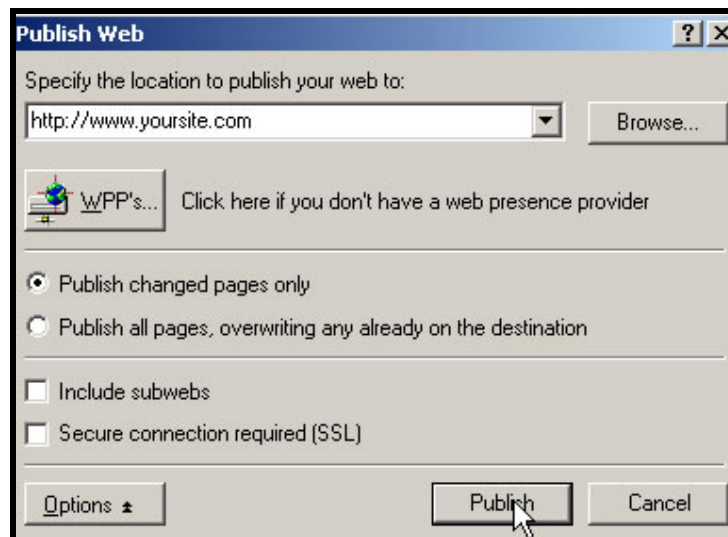 Publish Web
Specify the location to publish your web to:
http://www.yoursite.com
Browse...
WPP's...
Click here if you don't have a web presence provider
Publish changed pages only
Publish all pages, overwriting any already on the destination
Include subwebs
Secure connection required (SSL)
Options
Publish
Cancel